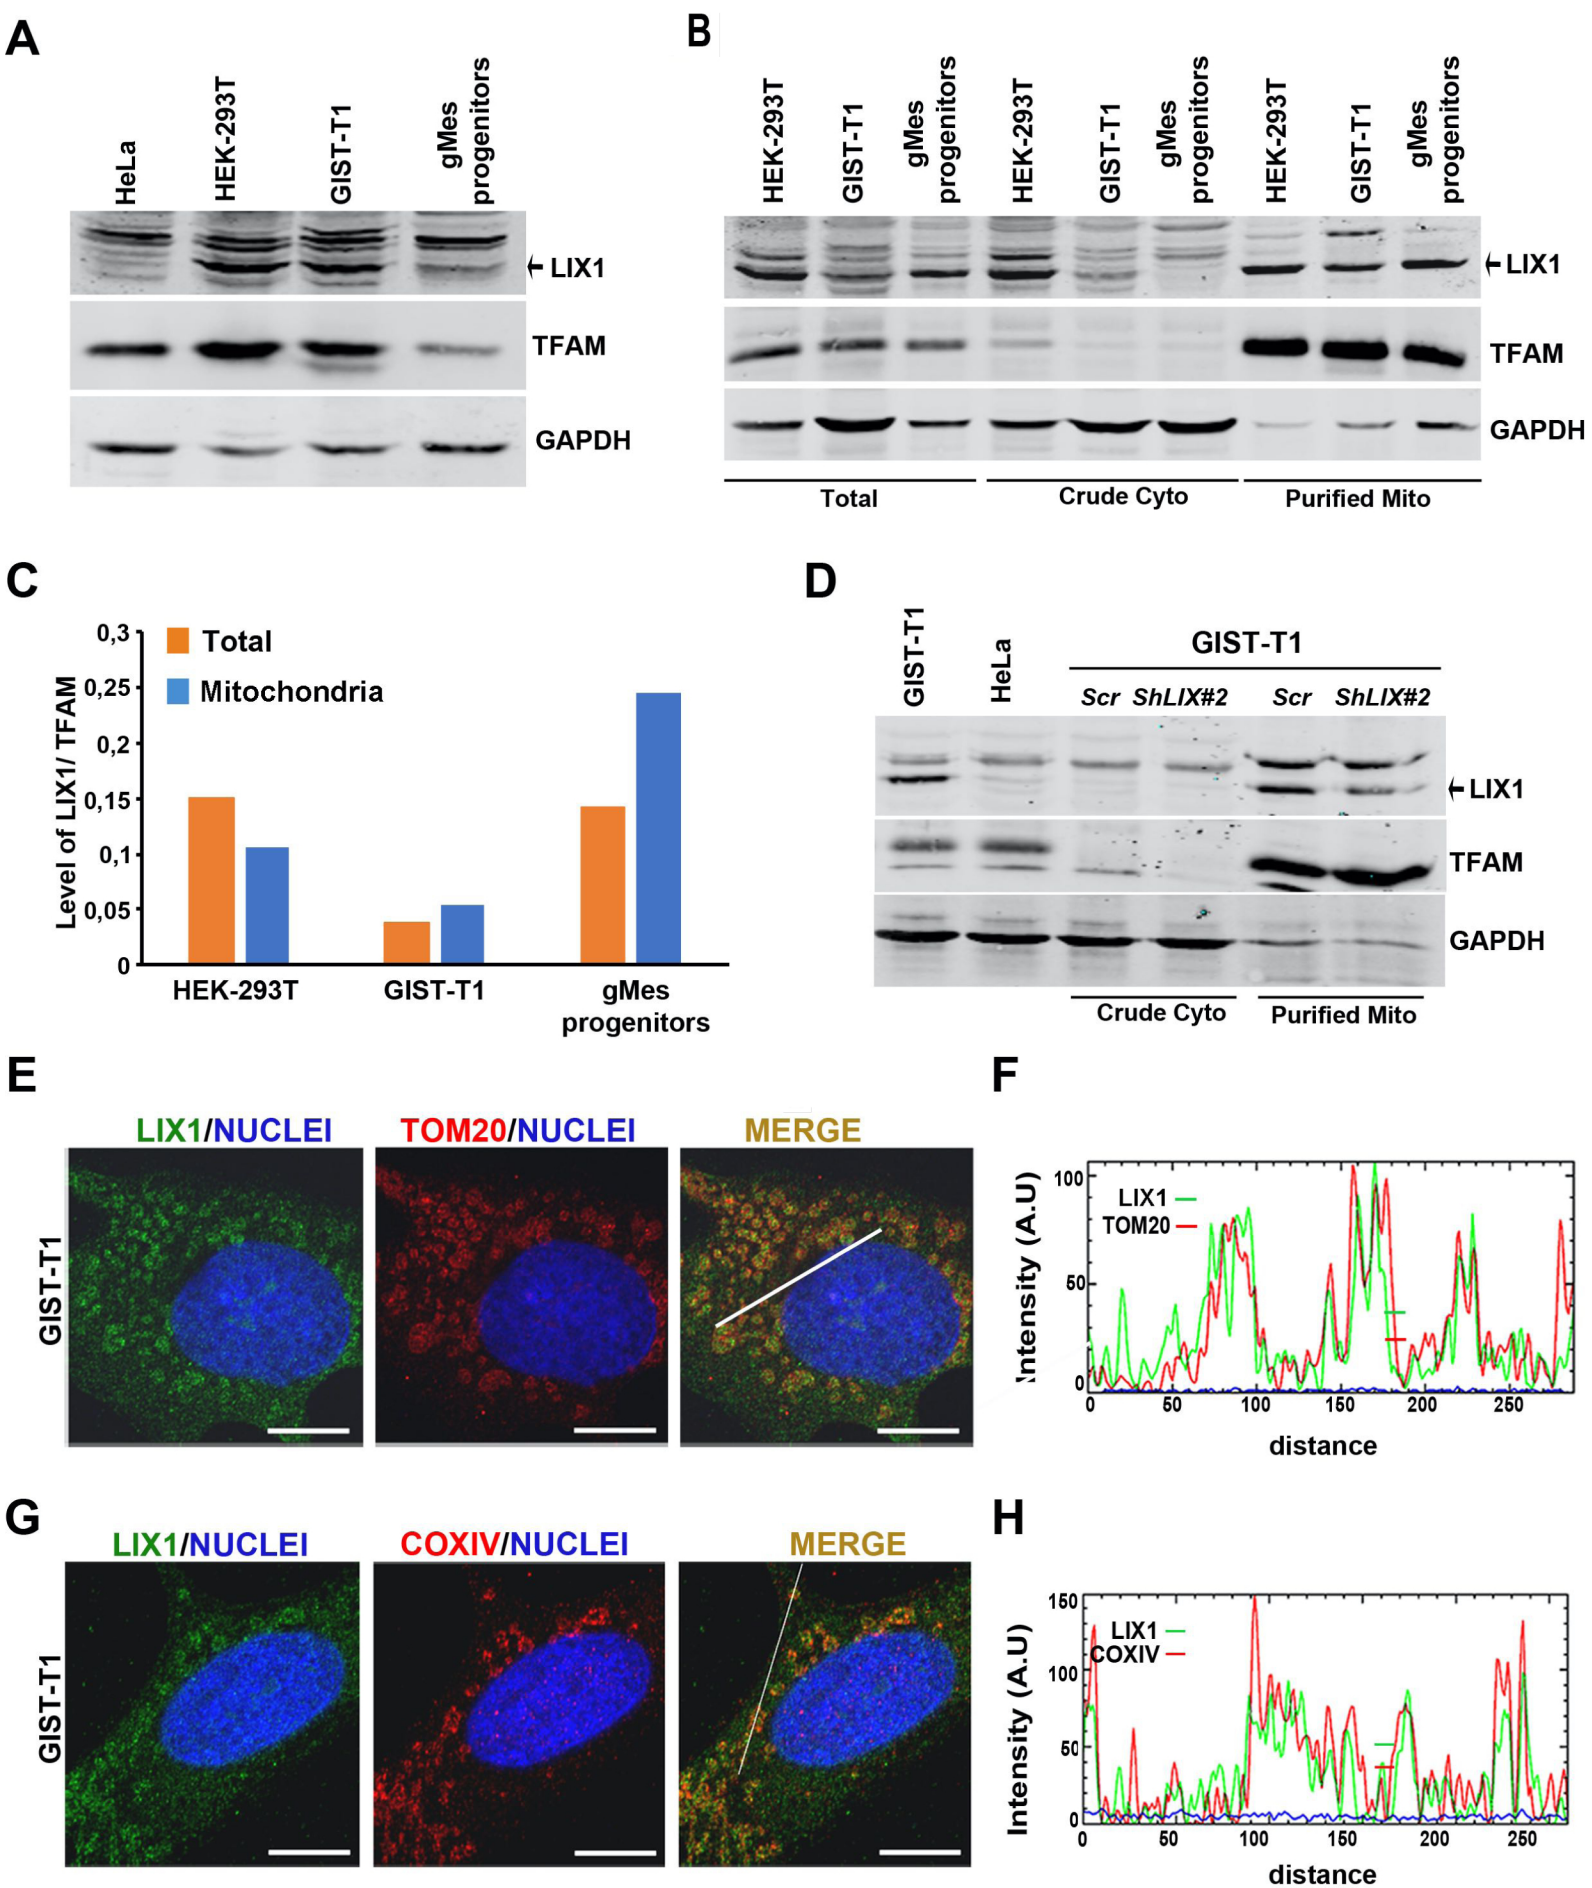 A
HeLa
HEK-293T
GIST-T1
gMes
progenitors
LIX1
TFAM
GAPDH
B
HEK-293T
GIST-T1
gMes
progenitors
HEK-293T
GIST-T1
gMes
progenitors
HEK-293T
GIST-T1
gMes
progenitors
LIX1
TFAM
GAPDH
Total
Crude Cyto
Purified Mito
C
Level of LIX1/ TFAM
0,3
0,25
0,2
0,15
0,1
0,05
0
Total
Mitochondria
HEK-293T
GIST-T1
gMes
progenitors
D
GIST-T1
HeLa
GIST-T1
Scr ShLIX#2
Scr ShLIX#2
LIX1
TFAM
GAPDH
Crude Cyto
Purified Mito
E
GIST-T1
LIX1/NUCLEI
TOM20/NUCLEI
MERGE
F
Intensity (A.U)
100
50
0
LIX1
TOM20
0 50 100 150 200 250
distance
G
GIST-T1
LIX1/NUCLEI
COXIV/NUCLEI
MERGE
H
Intensity (A.U)
150
100
50
0
LIX1
COXIV
0 50 100 150 200 250
distance